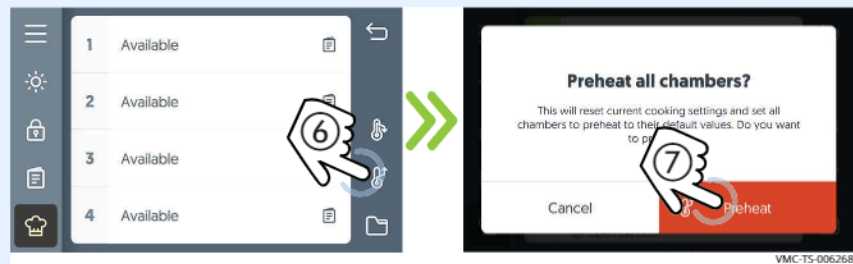 1 Available
2 Available
3 Available
4 Available
6
Preheat all chambers?
This will reset current cooking settings and set all
chambers to preheat to their default values. Do you want
to
7
Cancel
Preheat
VMC-TS-006268